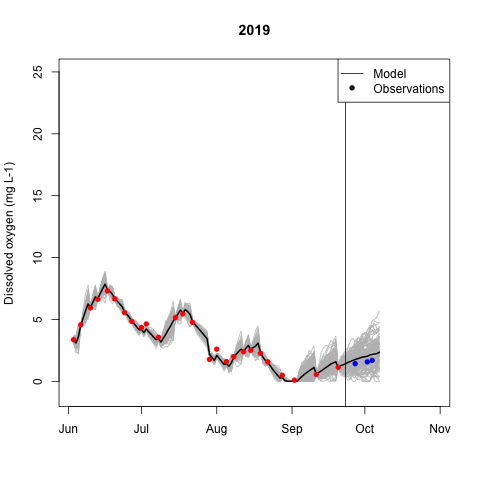 2019
Model
Observations
Dissolved oxygen (mg L-1)
25
20
15
10
5
0
Jun Jul Aug Sep Oct Nov